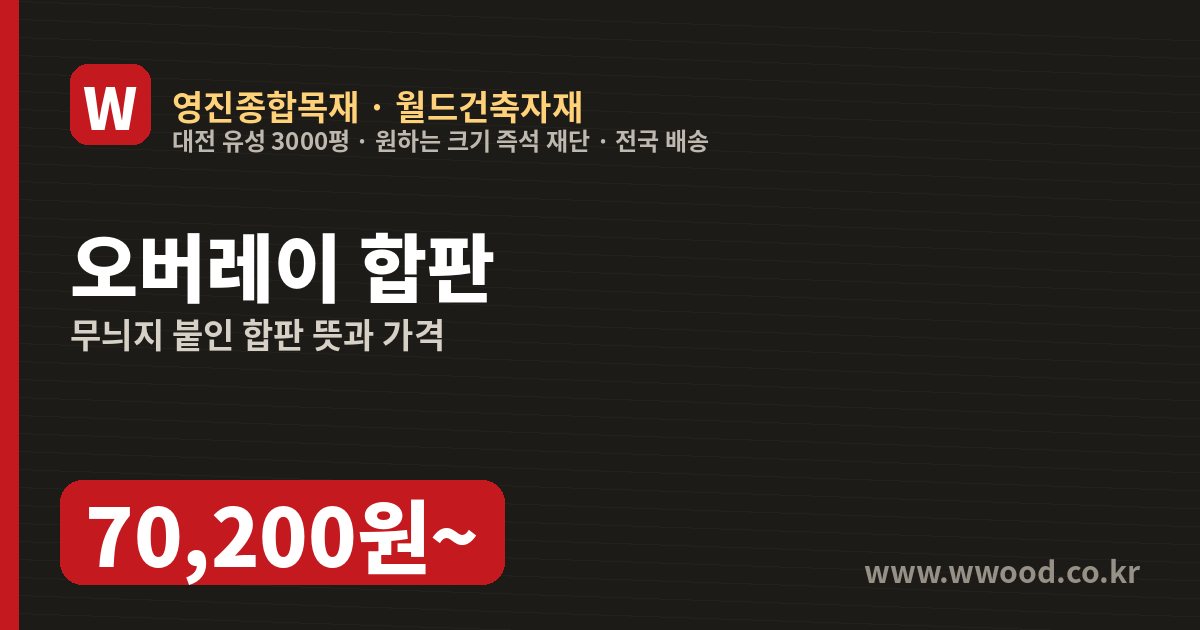 W
영진종합목재 · 월드건축자재
대전 유성 3000평 · 원하는 크기 즉석 재단 · 전국 배송
오버레이 합판
무늬지 붙인 합판 뜻과 가격
70,200원~
www.wwood.co.kr